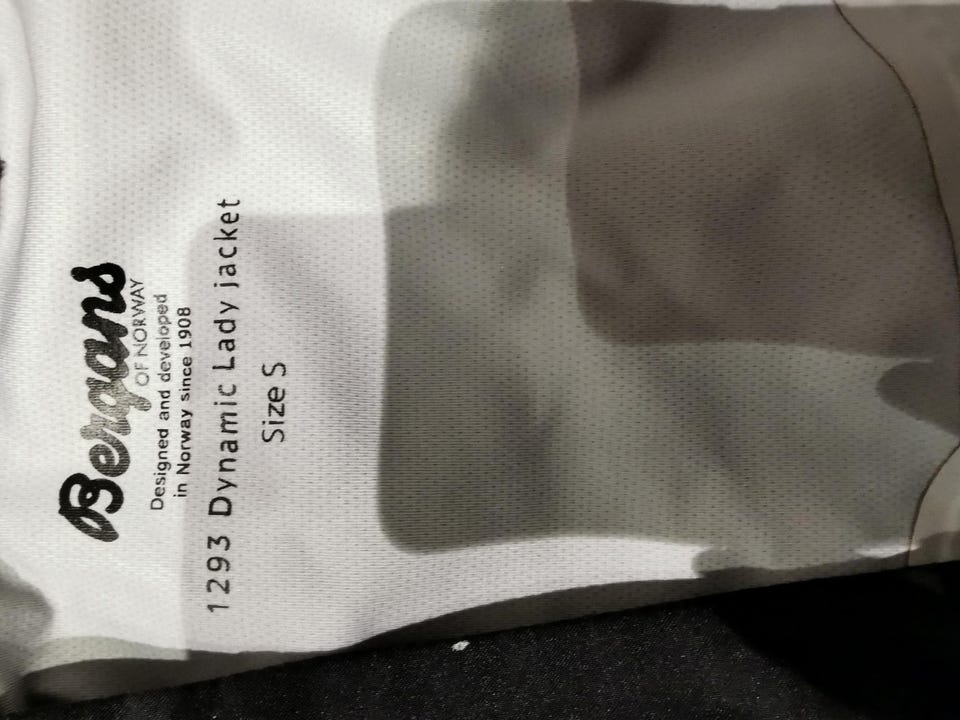 Bergans
OF NORWAY
Designed and developed
in Norway since 1908
1293 Dynamic Lady jacket
Size S